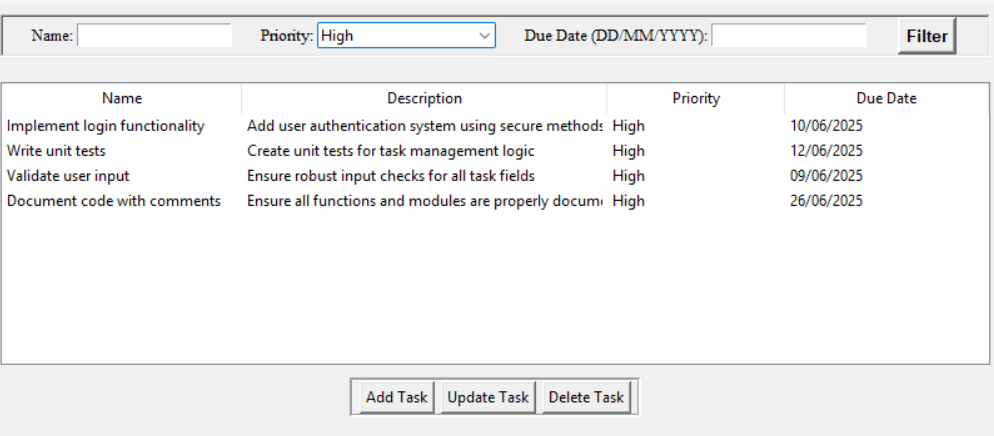 Name: Priority: High Due Date (DD/MM/YYYY): Filter
Name Description Priority Due Date
Implement login functionality Add user authentication system using secure methods High 10/06/2025
Write unit tests Create unit tests for task management logic High 12/06/2025
Validate user input Ensure robust input checks for all task fields High 09/06/2025
Document code with comments Ensure all functions and modules are properly docum High 26/06/2025
Add Task Update Task Delete Task